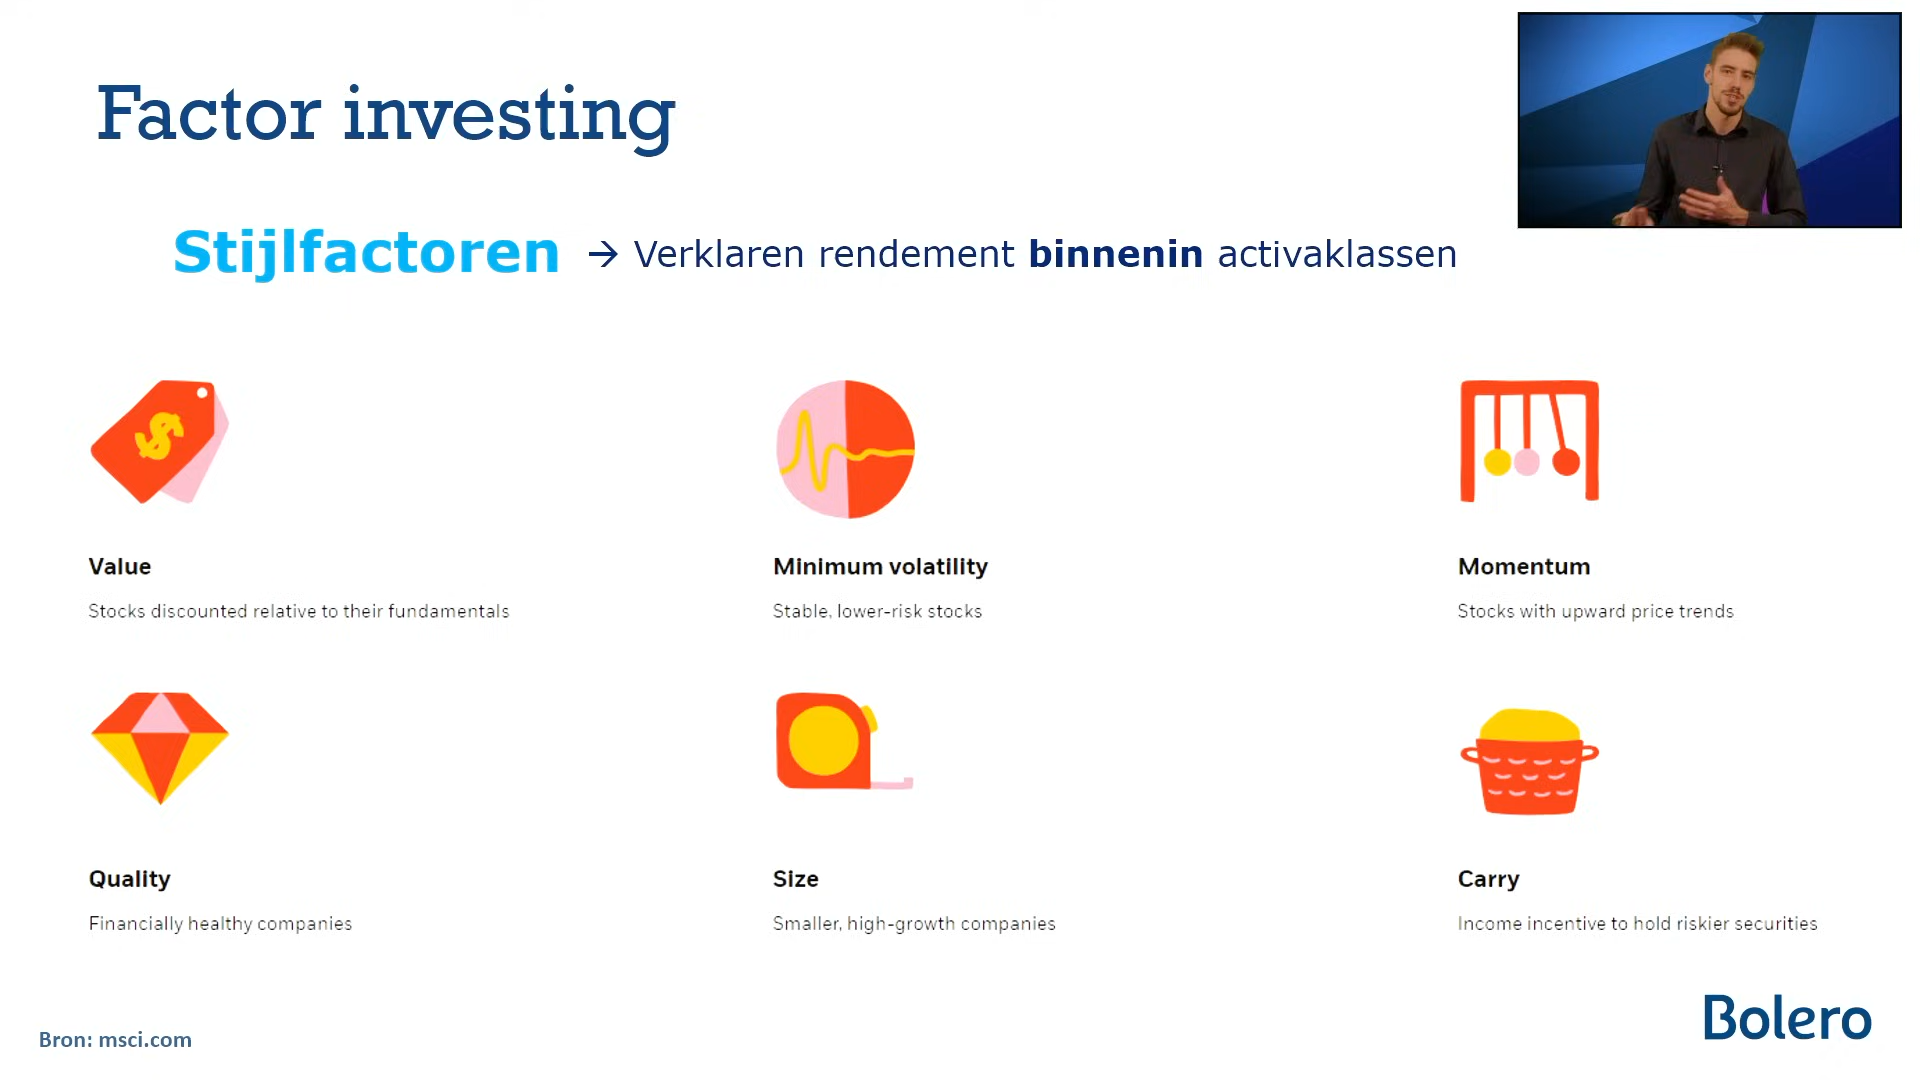 Factor investing
Stijlfactoren → Verklaren rendement binnenin activaklassen
$
Value
Stocks discounted relative to their fundamentals
Minimum volatility
Stable, lower-risk stocks
Momentum
Stocks with upward price trends
Quality
Financially healthy companies
Size
Smaller, high-growth companies
Carry
Income incentive to hold riskier securities
Bron: msci.com
Bolero